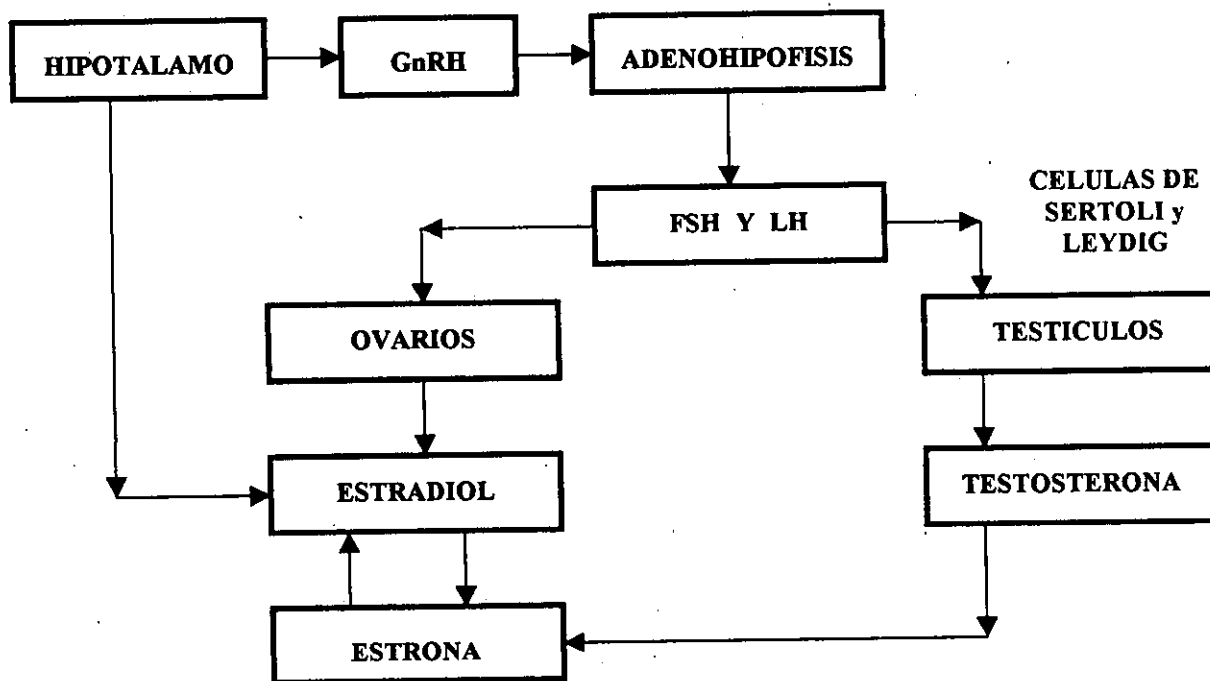 HIPOTALAMO
GnRH
ADENOHIPOFISIS
FSH Y LH
CELULAS DE
SERTOLI y
LEYDIG
OVARIOS
TESTICULOS
ESTRADIOL
TESTOSTERONA
ESTRONA